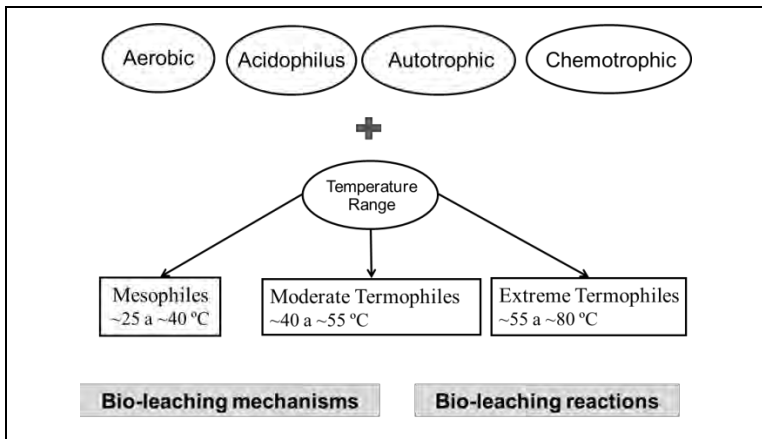 Aerobic
Acidophilus
Autotrophic
Chemotrophic
Temperature
Range
Mesophiles
~25 a ~40 ºC
Moderate Termophiles
~40 a ~55 ºC
Extreme Termophiles
~55 a ~80 ºC
Bio-leaching mechanisms
Bio-leaching reactions